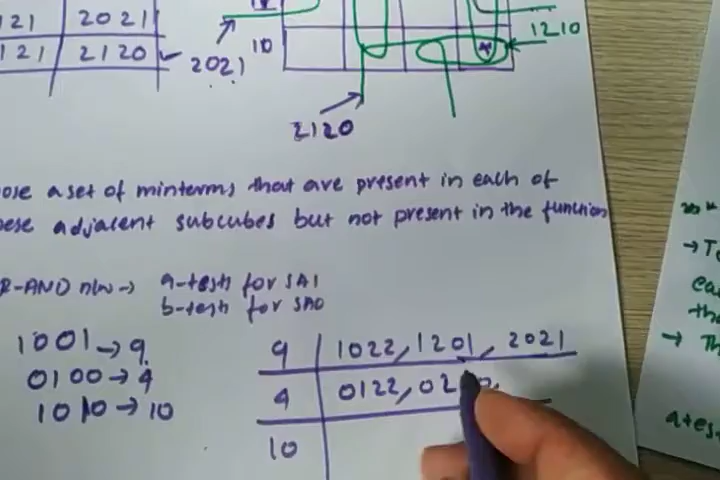 121 2021
121 2120
2021
10
1210
2120
ose a set of minterms that are present in each of
ese adjacent subcubes but not present in the function
R-AND n/w → a-tests for SA1
b-tests for SA0
1001 → 9
0100 → 4
1010 → 10
9 1022, 1201, 2021
4 0122,
10
→ T
ea
tha
→ Th
a tes